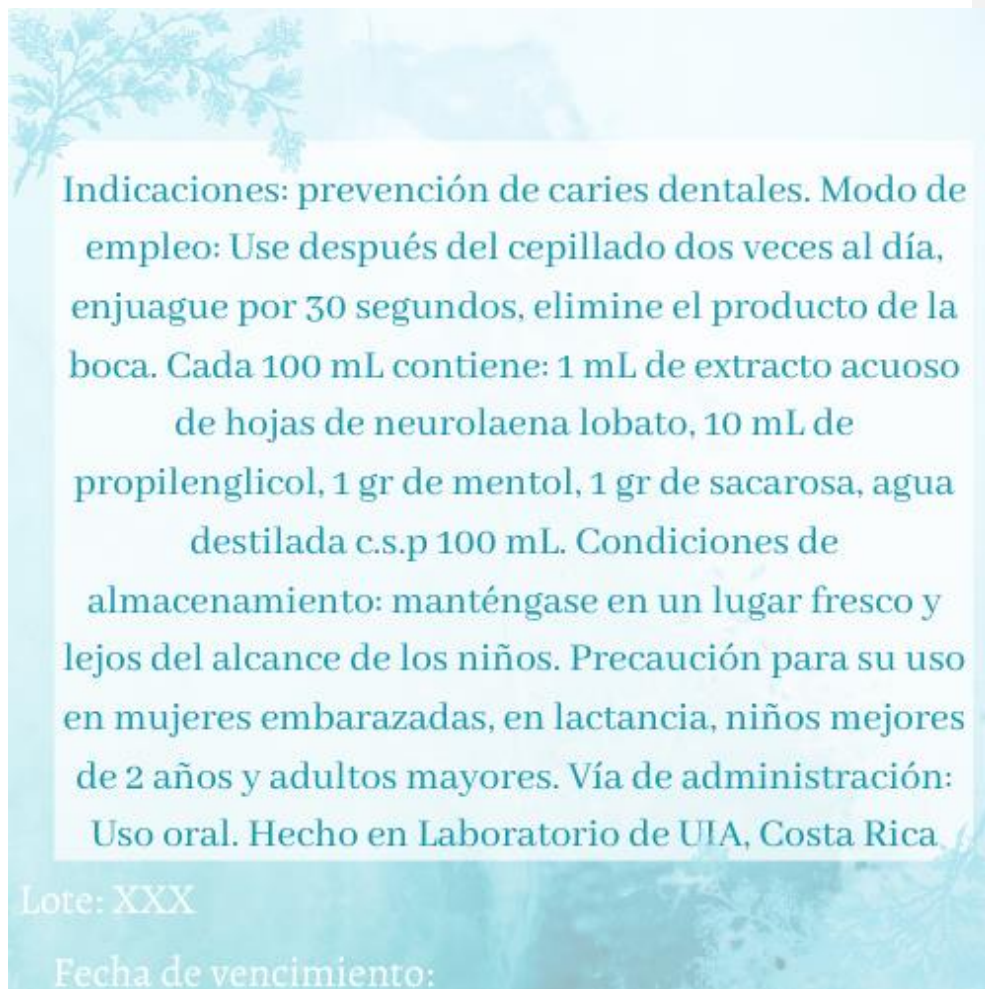 Indicaciones: prevención de caries dentales. Modo de
empleo: Use después del cepillado dos veces al día,
enjuague por 30 segundos, elimine el producto de la
boca. Cada 100 mL contiene: 1 mL de extracto acuoso
de hojas de neurolaena lobato, 10 mL de
propilenglicol, 1 gr de mentol, 1 gr de sacarosa, agua
destilada c.s.p 100 mL. Condiciones de
almacenamiento: manténgase en un lugar fresco y
lejos del alcance de los niños. Precaución para su uso
en mujeres embarazadas, en lactancia, niños mejores
de 2 años y adultos mayores. Vía de administración:
Uso oral. Hecho en Laboratorio de UIA, Costa Rica
Lote: XXX
Fecha de vencimiento: